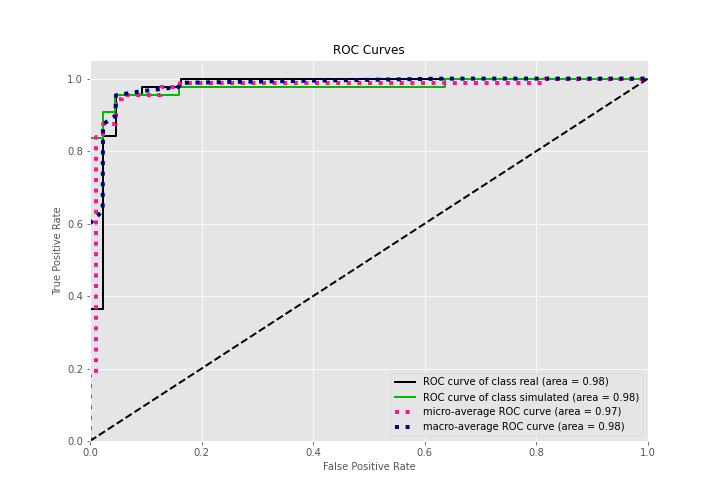 ROC Curves
True Positive Rate
1.0
0.8
0.6
0.4
0.2
0.0
0.0 0.2 0.4 0.6 0.8 1.0
False Positive Rate
ROC curve of class real (area = 0.98)
ROC curve of class simulated (area = 0.98)
micro-average ROC curve (area = 0.97)
macro-average ROC curve (area = 0.98)